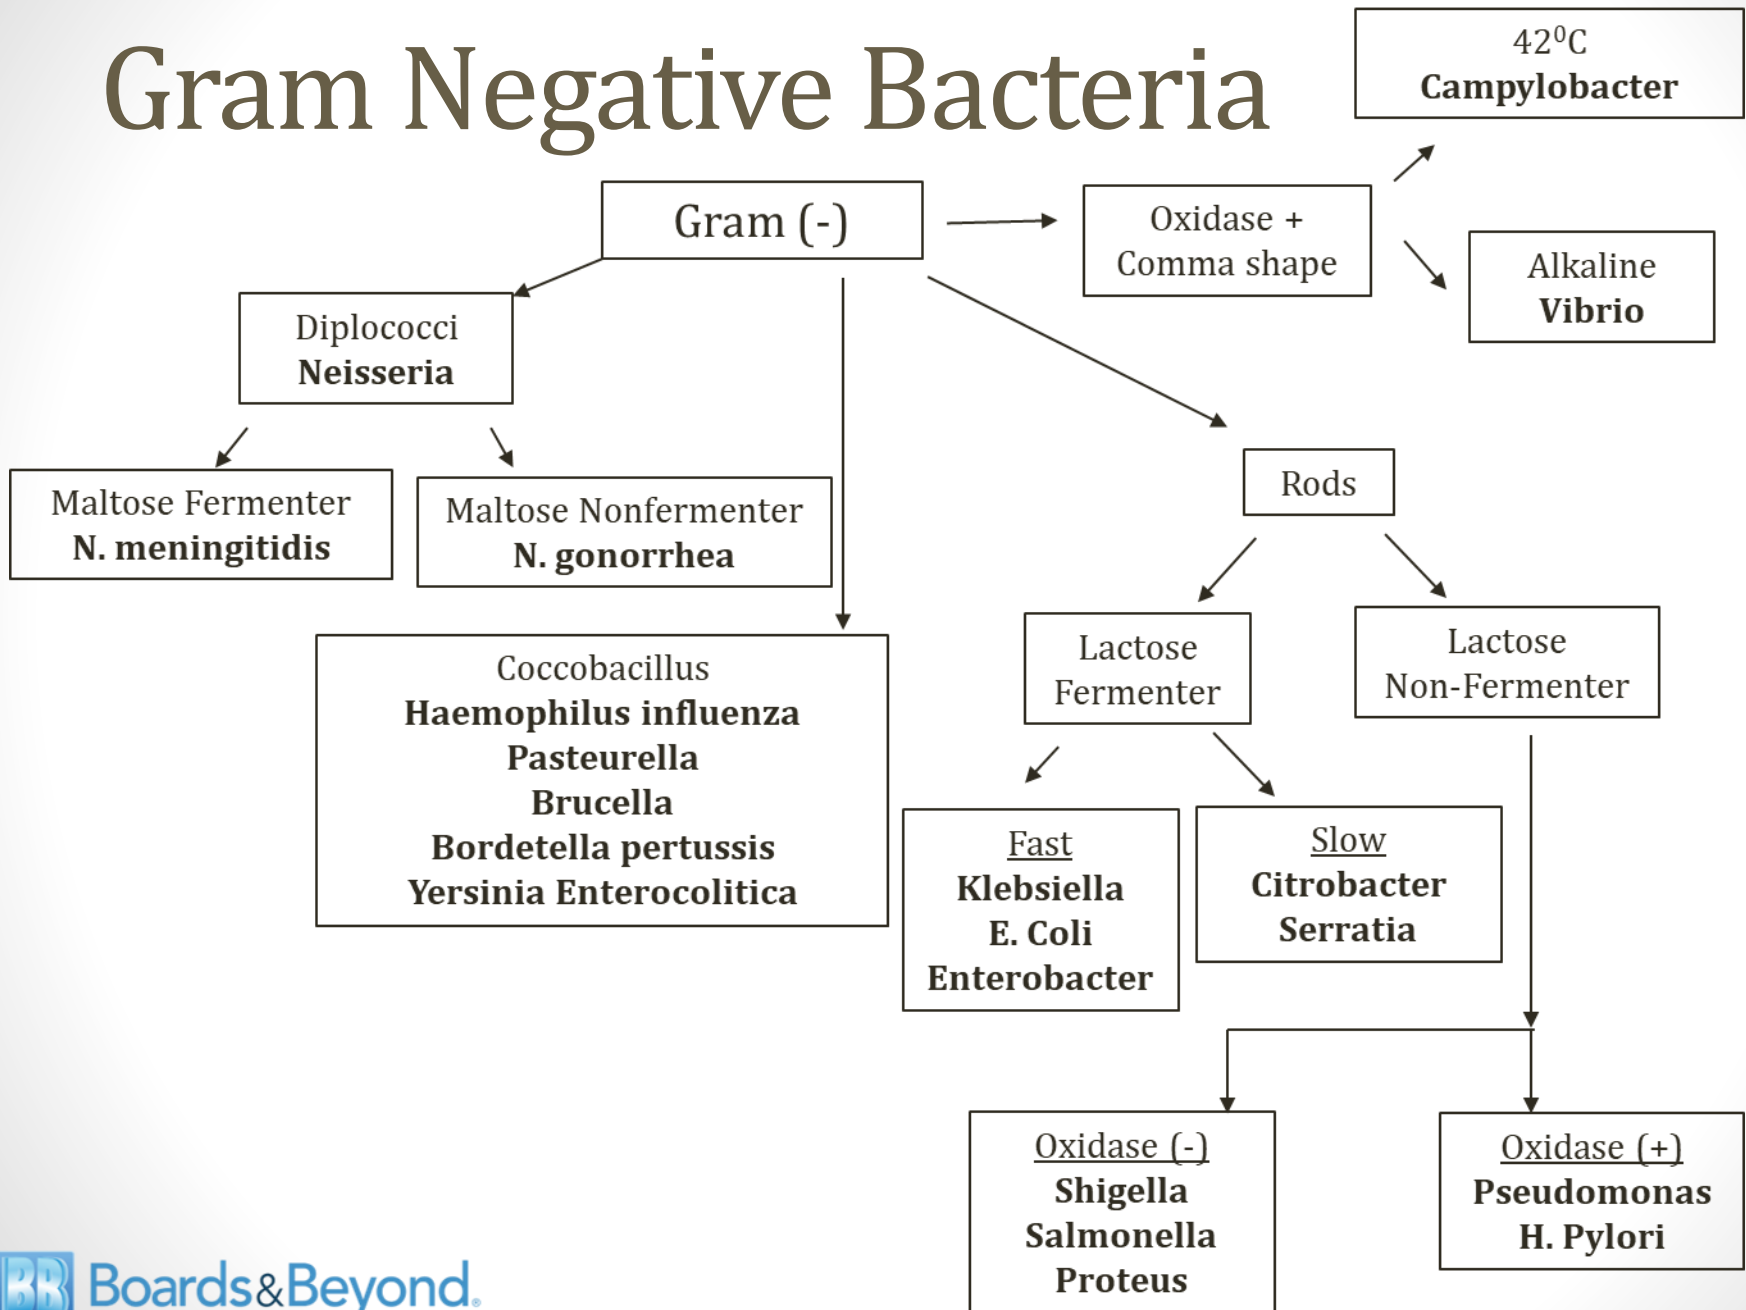 Gram Negative Bacteria
42⁰C
Campylobacter
Gram (-)
Oxidase +
Comma shape
Alkaline
Vibrio
Diplococci
Neisseria
Maltose Fermenter
N. meningitidis
Maltose Nonfermenter
N. gonorrhea
Rods
Coccobacillus
Haemophilus influenza
Pasteurella
Brucella
Bordetella pertussis
Yersinia Enterocolitica
Lactose
Fermenter
Lactose
Non-Fermenter
Fast
Klebsiella
E. Coli
Enterobacter
Slow
Citrobacter
Serratia
Oxidase (-)
Shigella
Salmonella
Proteus
Oxidase (+)
Pseudomonas
H. Pylori
BB Boards&Beyond.